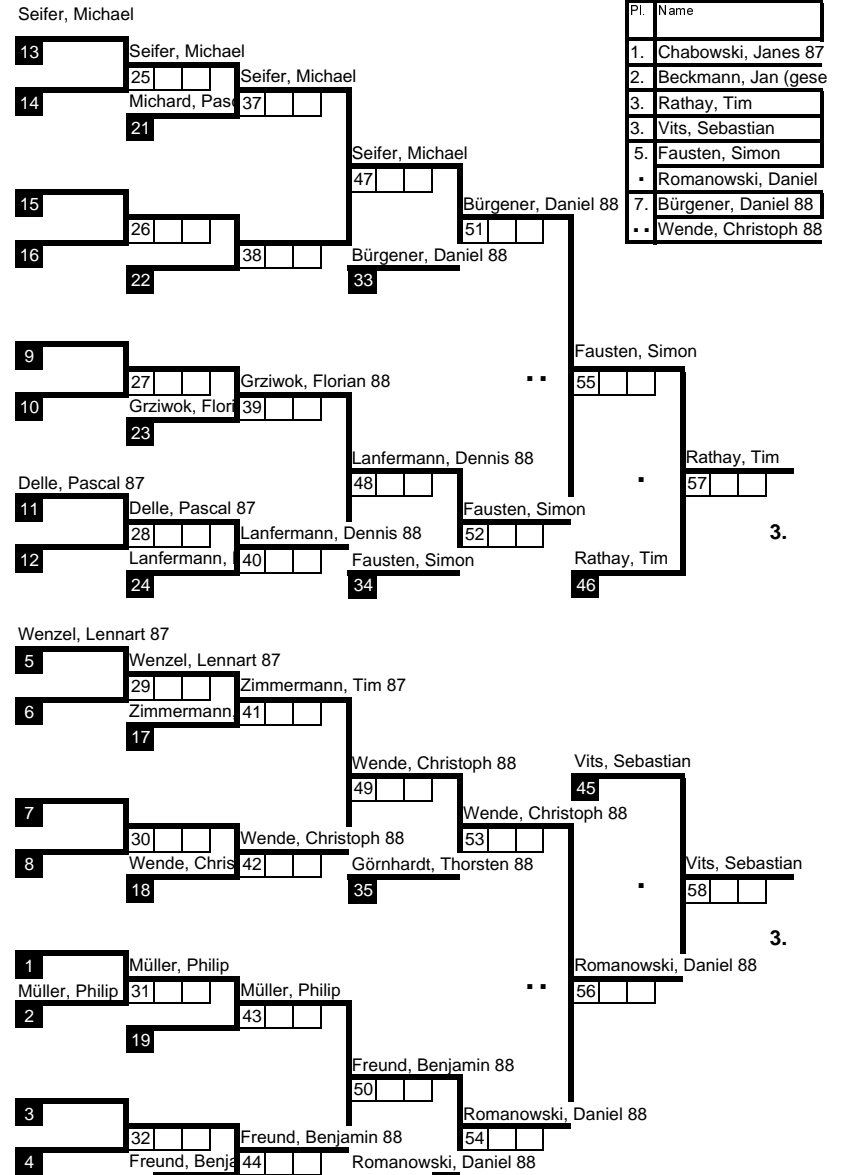 Seifer, Michael
Pl. Name
13 Seifer, Michael
1. Chabowski, Janes 87
25 Seifer, Michael
2. Beckmann, Jan (gese
14 Michard, Pasc 37
3. Rathay, Tim
21
3. Vits, Sebastian
Seifer, Michael
5. Fausten, Simon
47
. Romanowski, Daniel
15 Bürgener, Daniel 88
7. Bürgener, Daniel 88
26 51
.. Wende, Christoph 88
16 38 Bürgener, Daniel 88
22 33
9 Fausten, Simon
27 Grziwok, Florian 88 .. 55
10 Grziwok, Flori 39
23
Lanfermann, Dennis 88 Rathay, Tim
Delle, Pascal 87 48 . 57
11 Delle, Pascal 87 Fausten, Simon
28 Lanfermann, Dennis 88 52 3.
12 Lanfermann, 40 Fausten, Simon Rathay, Tim
24 34 46
Wenzel, Lennart 87
5 Wenzel, Lennart 87
29 Zimmermann, Tim 87
6 Zimmermann, 41
17
Wende, Christoph 88 Vits, Sebastian
49 45
7 Wende, Christoph 88
30 Wende, Christoph 88 53
8 Wende, Chris 42 Görnhardt, Thorsten 88 Vits, Sebastian
18 35 . 58
3.
1 Müller, Philip Romanowski, Daniel 88
Müller, Philip 31 Müller, Philip .. 56
2 43
19
Freund, Benjamin 88
50
3 Romanowski, Daniel 88
32 Freund, Benjamin 88 54
4 Freund, Benja 44 Romanowski, Daniel 88